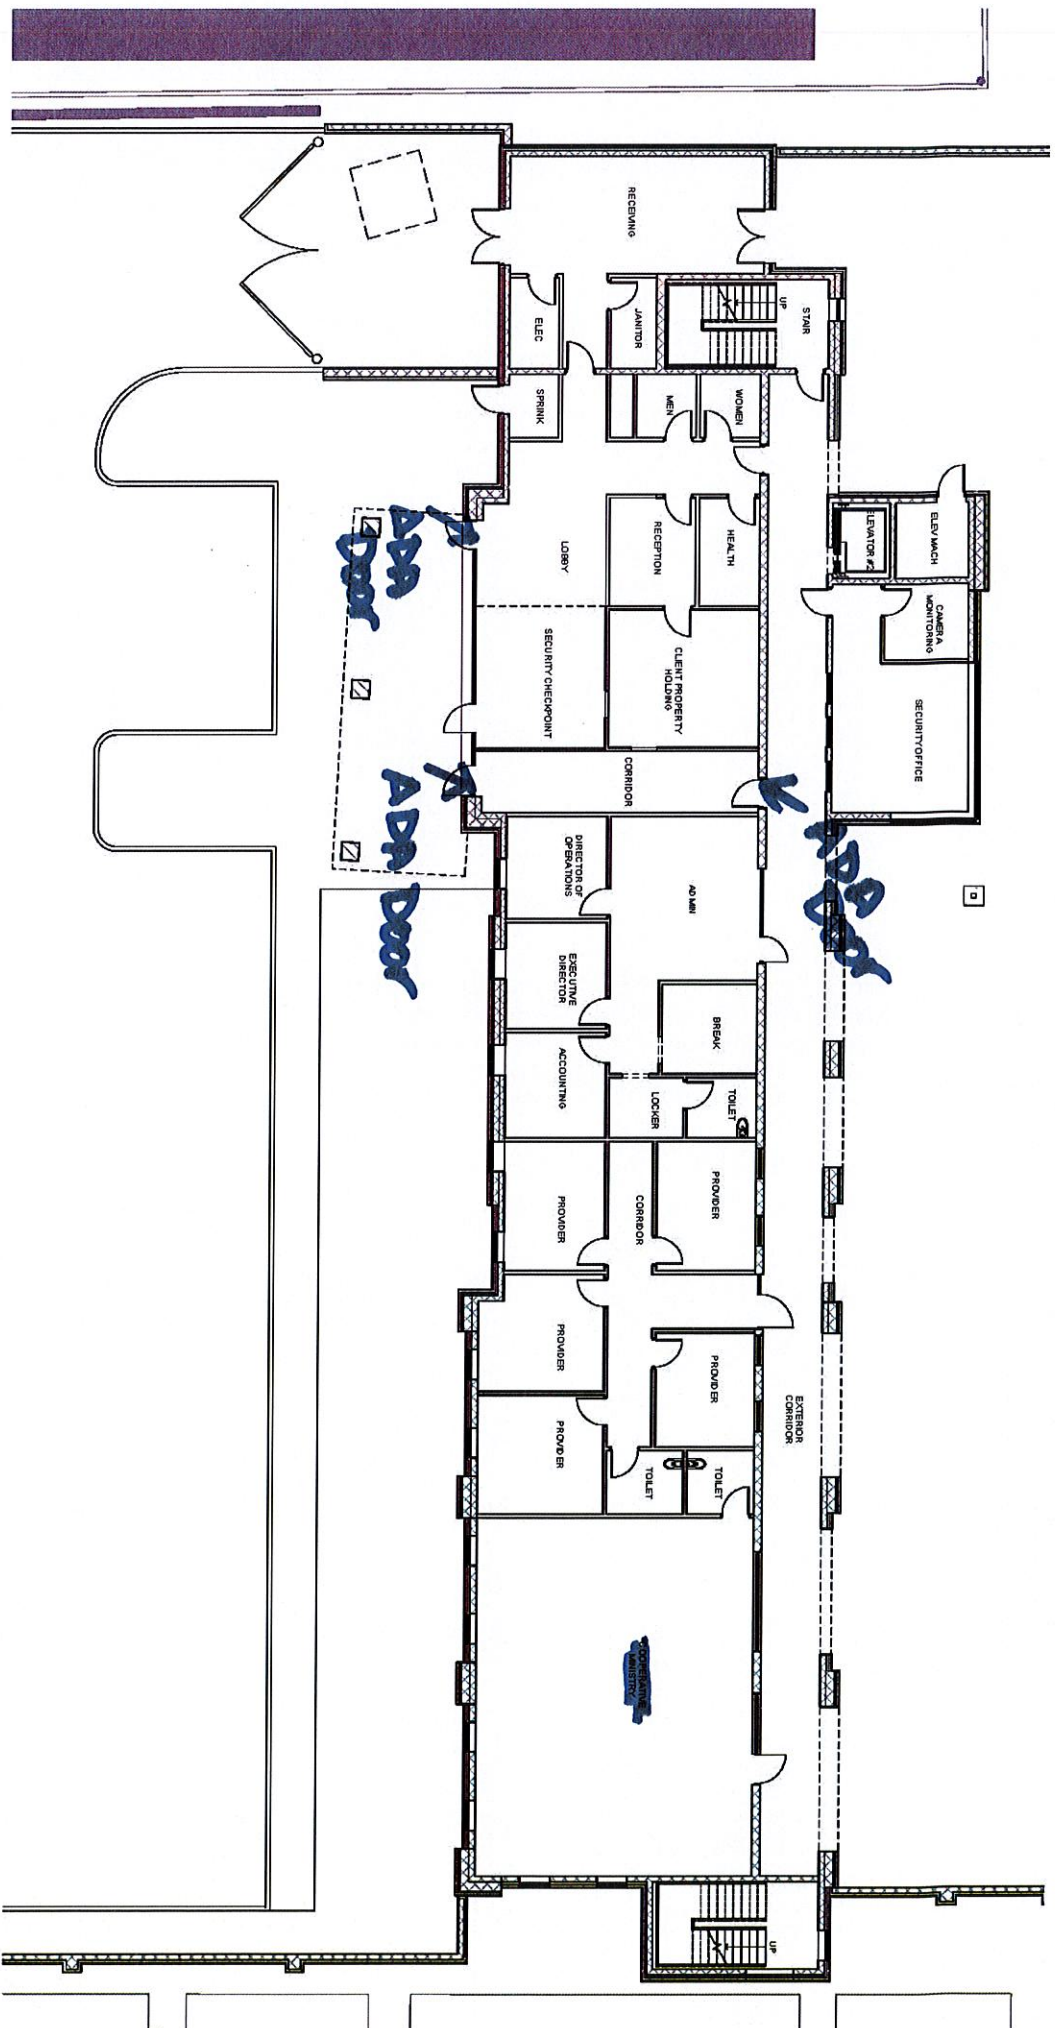 RECEIVING
ELEC
JANITOR
UP
STAIR
SPRINK
MEN
WOMEN
LOBBY
RECEPTION
HEALTH
ELEVATOR #2
ELEV MACH
CAMERA
MONITORING
SECURITY OFFICE
SECURITY CHECKPOINT
CLIENT PROPERTY
HOLDING
CORRIDOR
ADA
Door
ADA Door
ADA
Door
DIRECTOR OF
OPERATIONS
ADMIN
EXECUTIVE
DIRECTOR
BREAK
ACCOUNTING
LOCKER
TOILET
PROVIDER
CORRIDOR
PROVIDER
PROVIDER
PROVIDER
PROVIDER
EXTERIOR
CORRIDOR
TOILET
TOILET
COOPERATIVE
MINISTRY
UP